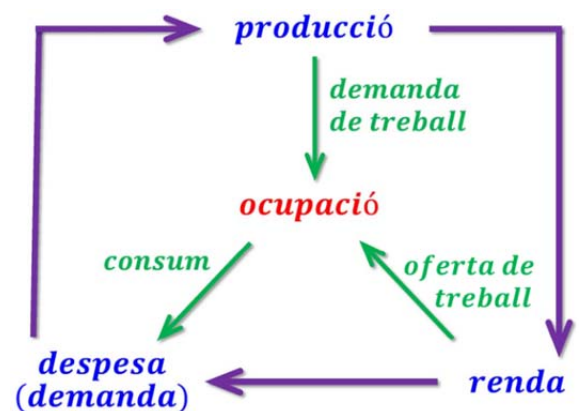 producció
demanda
de treball
ocupació
consum
oferta de
treball
despesa
(demanda)
renda